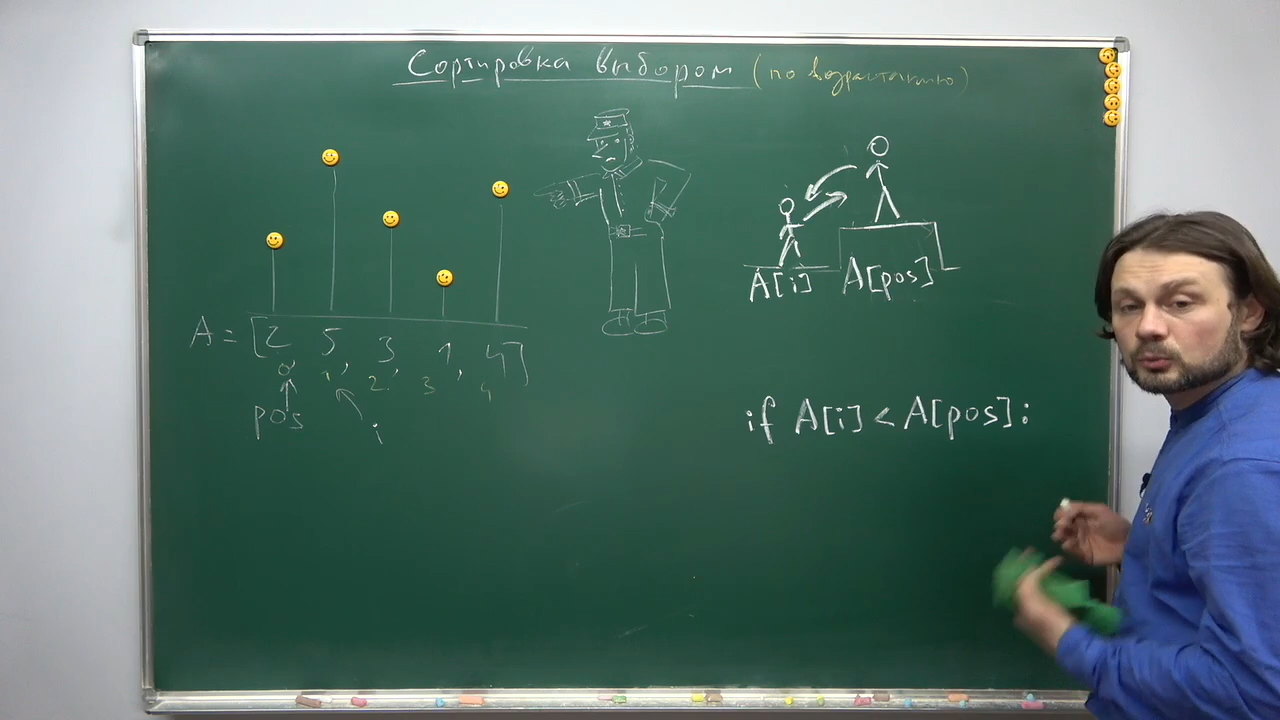 Сортировка выбором (по возрастанию)
A[i] A[pos]
A = [2, 5, 3, 1, 4]
0 1 2 3 4
pos i
if A[i] < A[pos]: